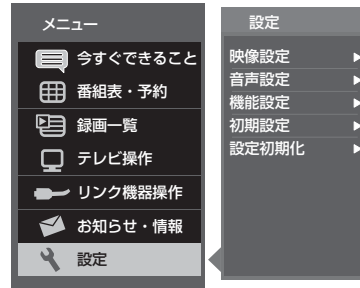 メニュー
今すぐできること
番組表・予約
録画一覧
テレビ操作
リンク機器操作
お知らせ・情報
設定
設定
映像設定
音声設定
機能設定
初期設定
設定初期化